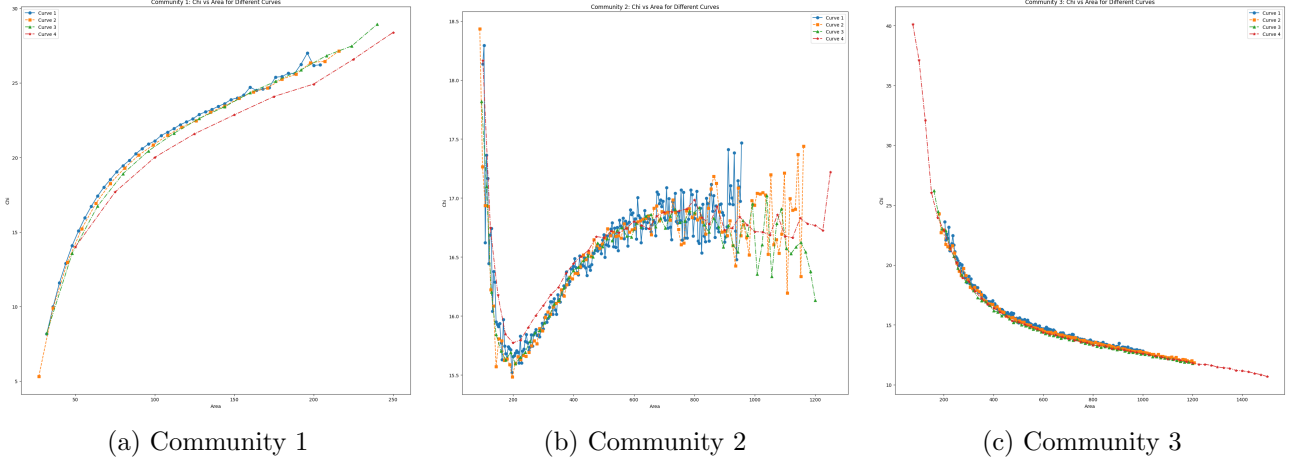 Community 1: Chi vs Area for Different Curves
Curve 1
Curve 2
Curve 3
Curve 4
30
25
20
15
10
5
Chi
50
100
150
200
250
Area
(a) Community 1
Community 2: Chi vs Area for Different Curves
Curve 1
Curve 2
Curve 3
Curve 4
18.5
18.0
17.5
17.0
16.5
16.0
15.5
Chi
200
400
600
800
1000
1200
Area
(b) Community 2
Community 3: Chi vs Area for Different Curves
Curve 1
Curve 2
Curve 3
Curve 4
40
35
30
25
20
15
10
Chi
200
400
600
800
1000
1200
1400
Area
(c) Community 3